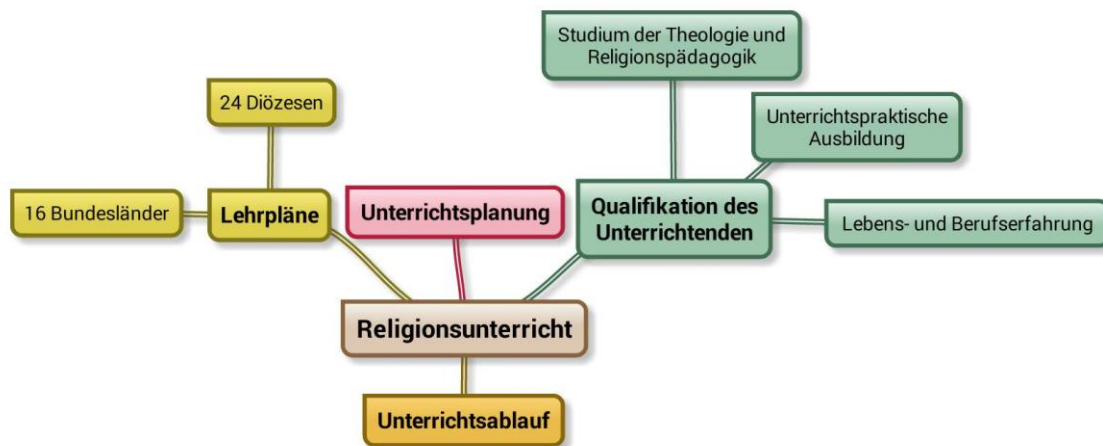 Studium der Theologie und
Religionspädagogik
24 Diözesen
Unterrichtspraktische
Ausbildung
16 Bundesländer
Lehrpläne
Unterrichtsplanung
Qualifikation des
Unterrichtenden
Lebens- und Berufserfahrung
Religionsunterricht
Unterrichtsablauf